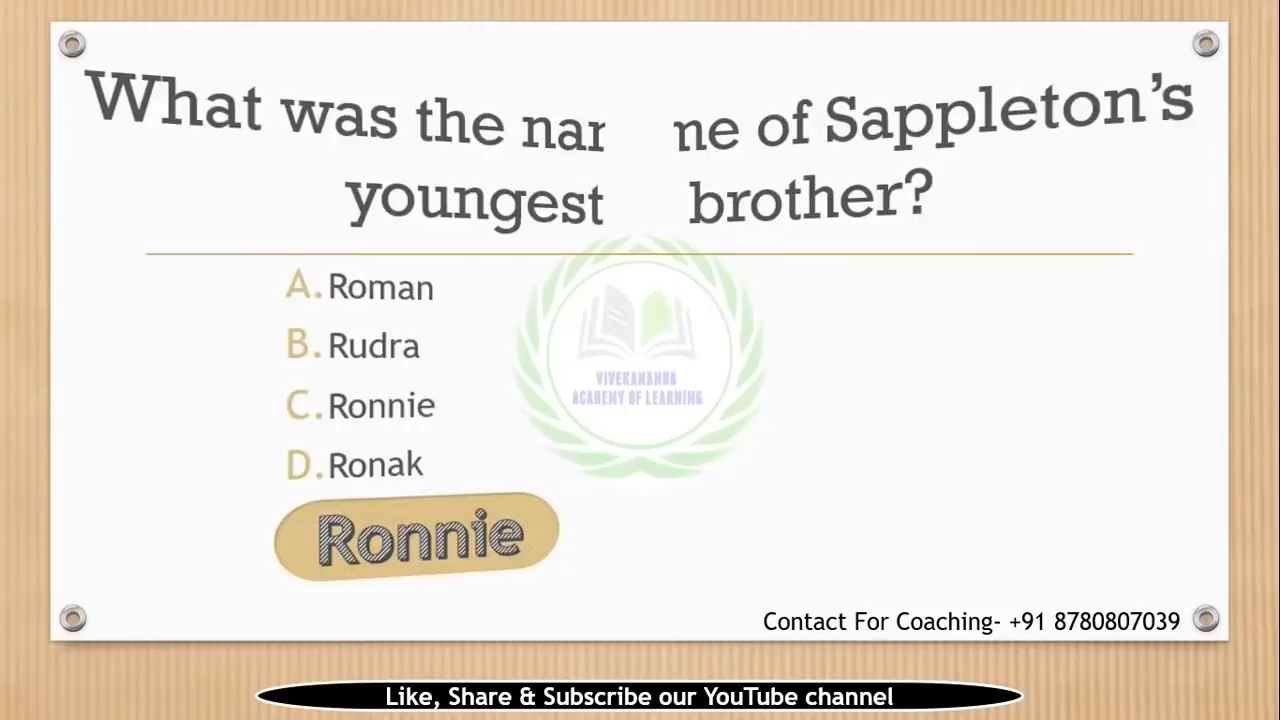 What was the nar ne of Sappleton's
youngest brother?
A. Roman
B. Rudra
C. Ronnie
D. Ronak
Ronnie
VIVEKANANDA
ACADEMY OF LEARNING
Contact For Coaching- +91 8780807039
Like, Share & Subscribe our YouTube channel